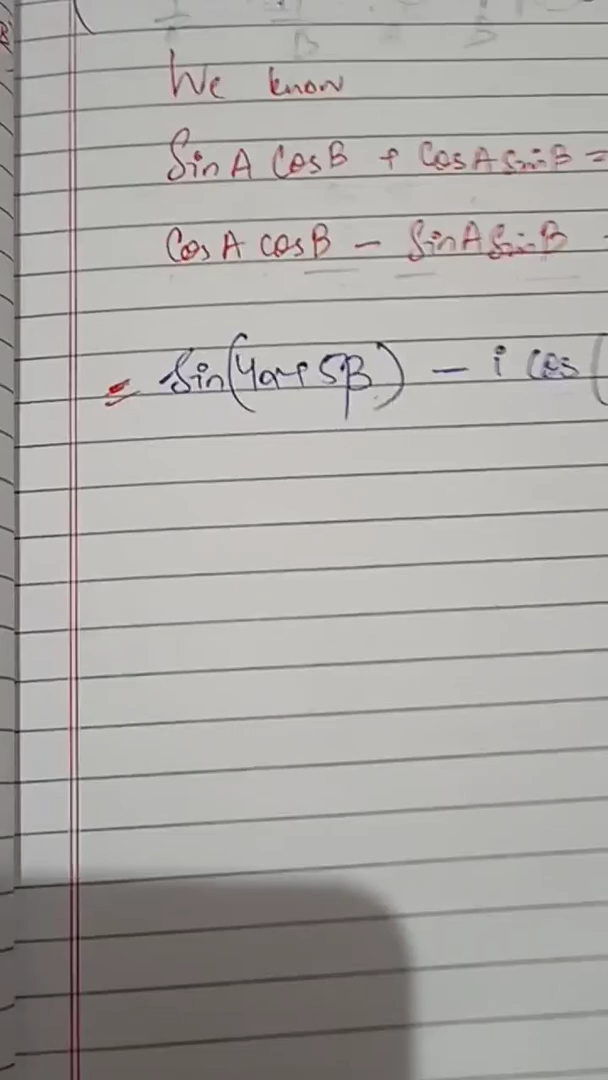 We know
Sin A Cos B + Cos A Sin B =
Cos A Cos B - Sin A Sin B
= Sin(4α+5β) - i Cos (